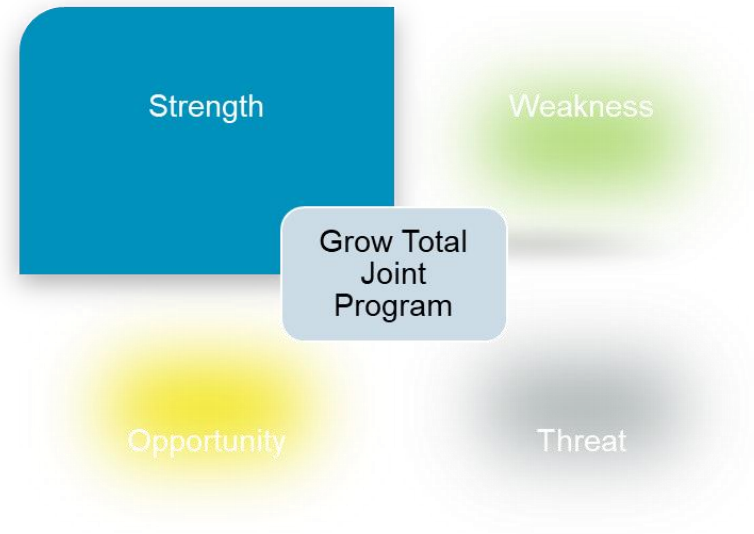 Strength
Weakness
Grow Total
Joint
Program
Opportunity
Threat